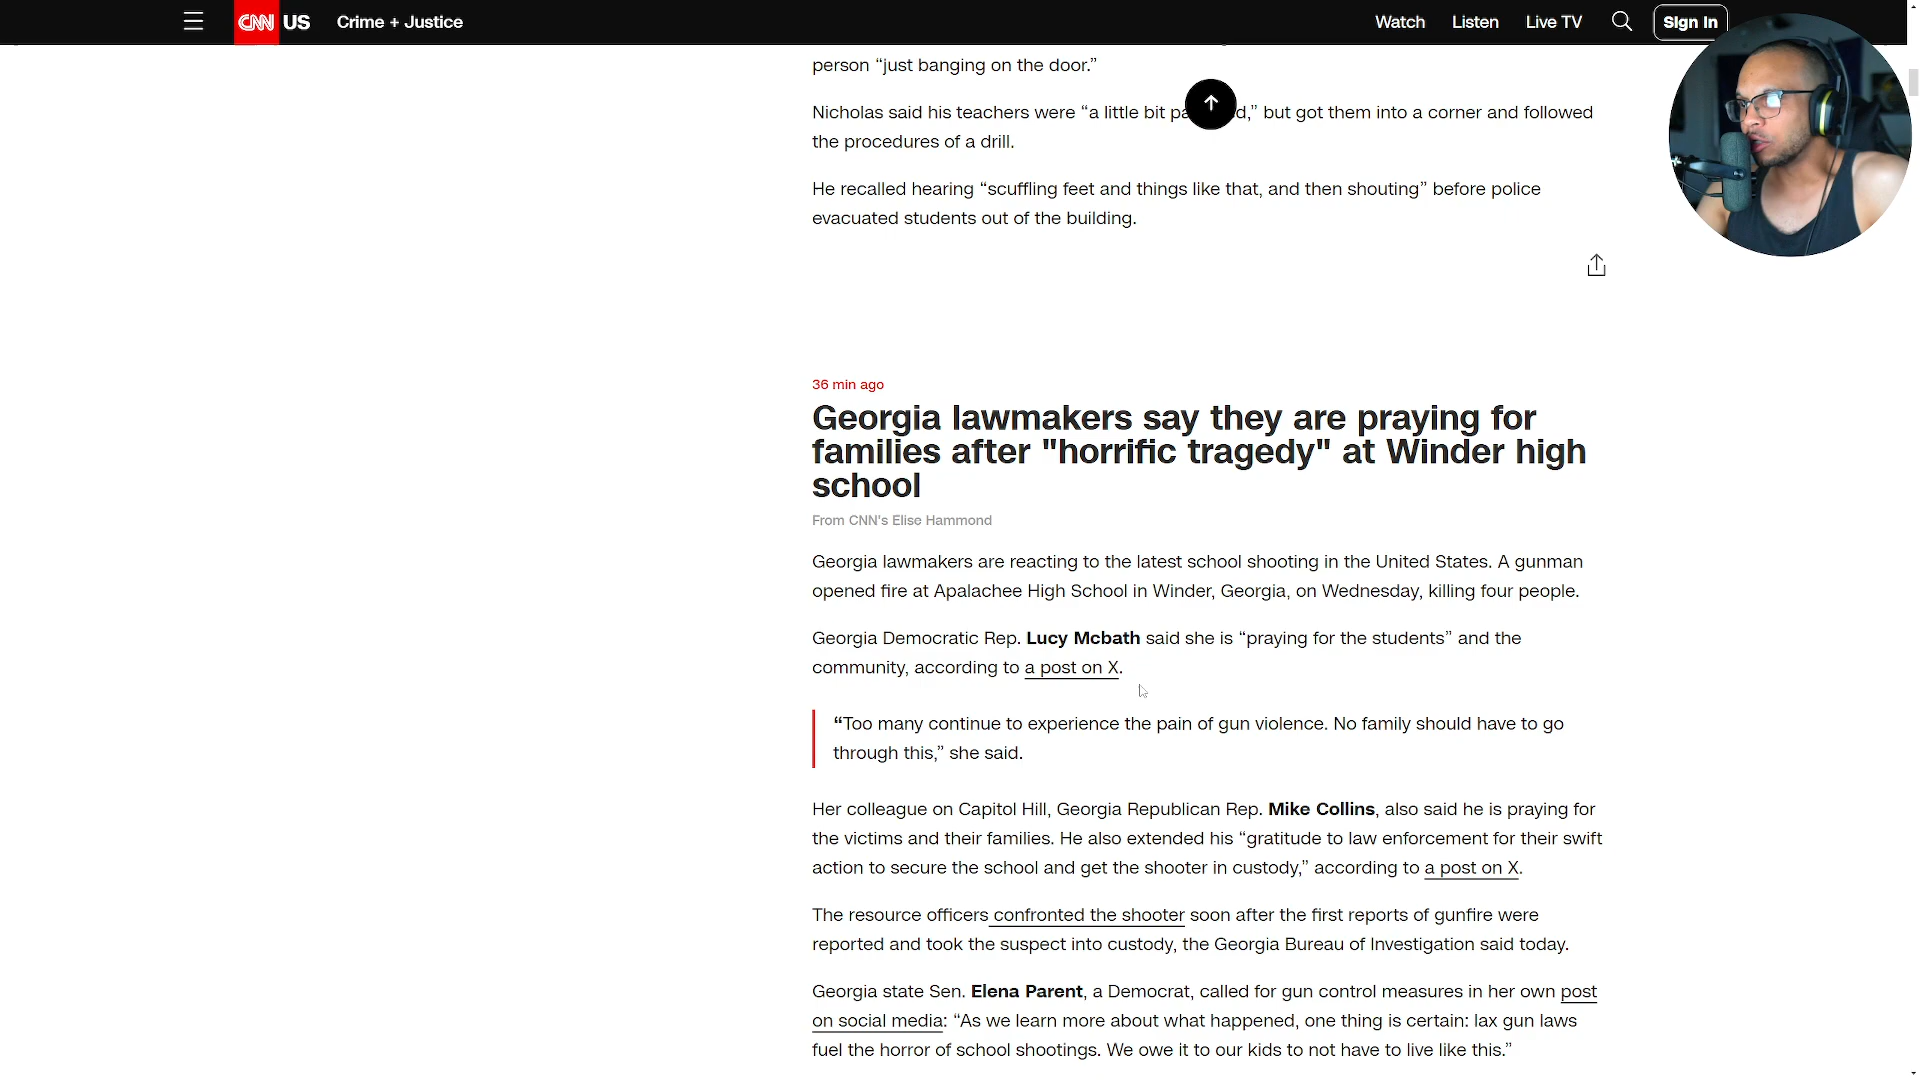 CNN US Crime + Justice Watch Listen Live TV Sign In
person “just banging on the door.”
Nicholas said his teachers were “a little bit pa d,” but got them into a corner and followed
the procedures of a drill.
He recalled hearing “scuffling feet and things like that, and then shouting” before police
evacuated students out of the building.
36 min ago
Georgia lawmakers say they are praying for
families after "horrific tragedy" at Winder high
school
From CNN's Elise Hammond
Georgia lawmakers are reacting to the latest school shooting in the United States. A gunman
opened fire at Apalachee High School in Winder, Georgia, on Wednesday, killing four people.
Georgia Democratic Rep. Lucy Mcbath said she is “praying for the students” and the
community, according to a post on X.
“Too many continue to experience the pain of gun violence. No family should have to go
through this,” she said.
Her colleague on Capitol Hill, Georgia Republican Rep. Mike Collins, also said he is praying for
the victims and their families. He also extended his “gratitude to law enforcement for their swift
action to secure the school and get the shooter in custody,” according to a post on X.
The resource officers confronted the shooter soon after the first reports of gunfire were
reported and took the suspect into custody, the Georgia Bureau of Investigation said today.
Georgia state Sen. Elena Parent, a Democrat, called for gun control measures in her own post
on social media: “As we learn more about what happened, one thing is certain: lax gun laws
fuel the horror of school shootings. We owe it to our kids to not have to live like this.”